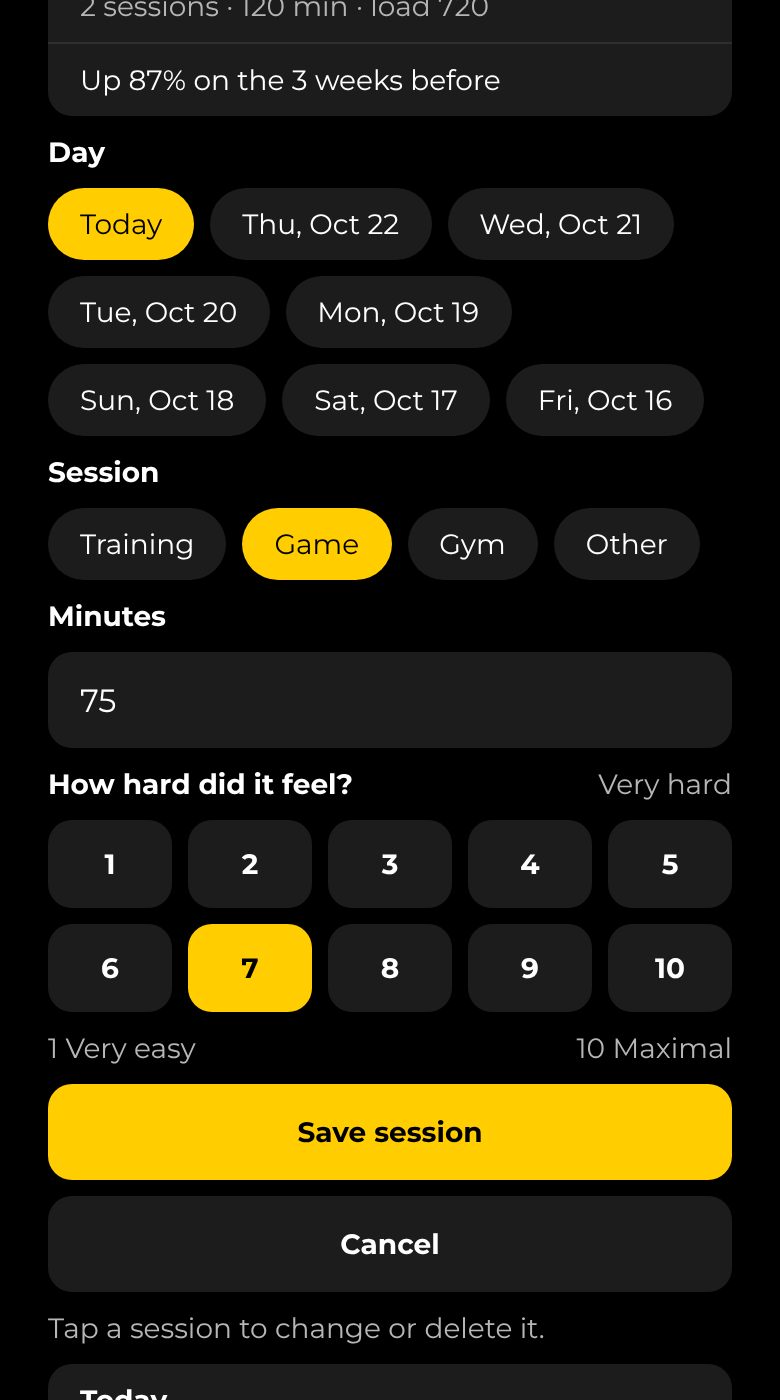 2 sessions · 120 min · load 720
Up 87% on the 3 weeks before
Day
Today Thu, Oct 22 Wed, Oct 21
Tue, Oct 20 Mon, Oct 19
Sun, Oct 18 Sat, Oct 17 Fri, Oct 16
Session
Training Game Gym Other
Minutes
75
How hard did it feel? Very hard
1 2 3 4 5
6 7 8 9 10
1 Very easy 10 Maximal
Save session
Cancel
Tap a session to change or delete it.
Today